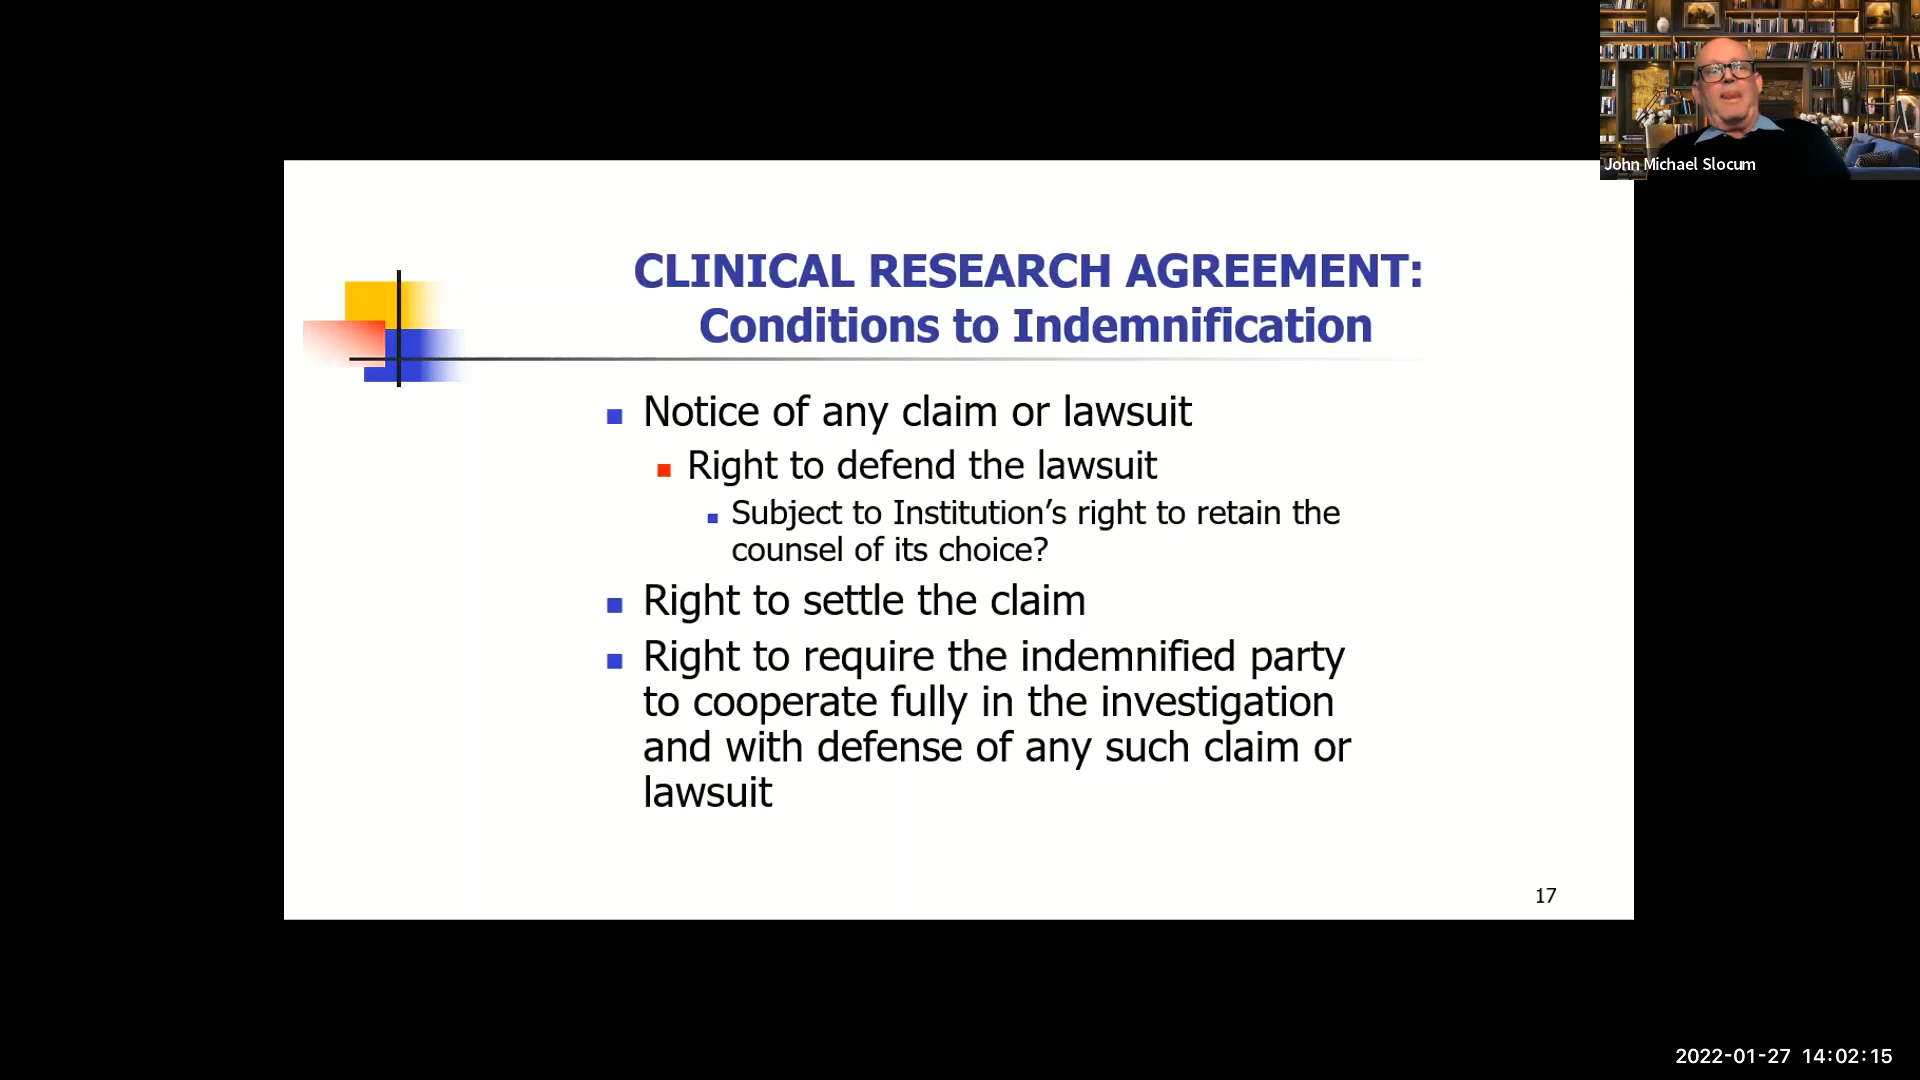 John Michael Slocum
CLINICAL RESEARCH AGREEMENT:
Conditions to Indemnification
Notice of any claim or lawsuit
Right to defend the lawsuit
Subject to Institution’s right to retain the
counsel of its choice?
Right to settle the claim
Right to require the indemnified party
to cooperate fully in the investigation
and with defense of any such claim or
lawsuit
17
2022-01-27 14:02:15